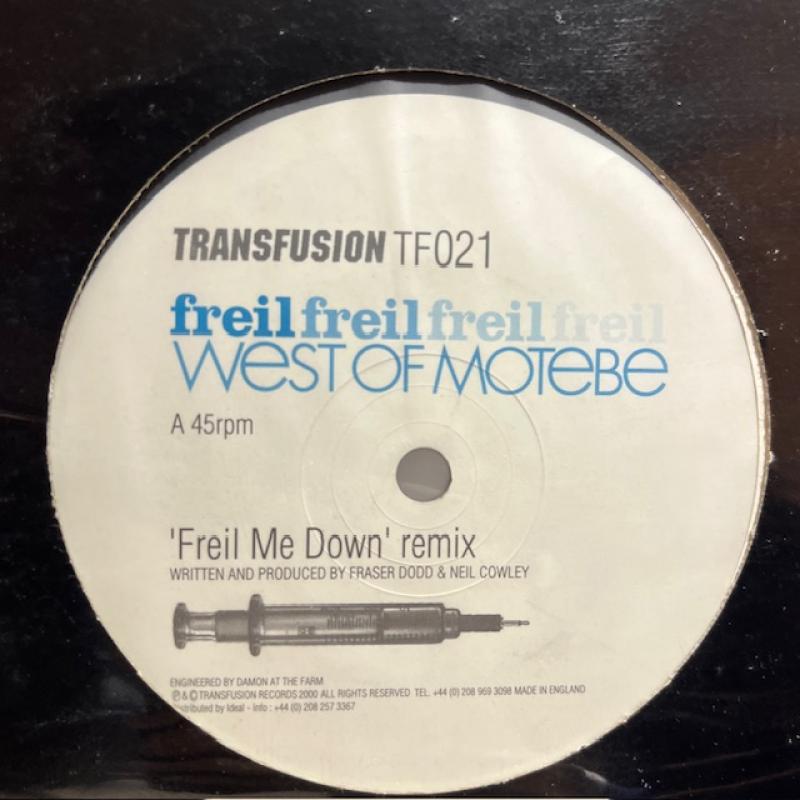 TRANSFUSION TF021
freil freil freil freil
WEST OF MOTEBE
A 45rpm
'Freil Me Down' remix
WRITTEN AND PRODUCED BY FRASER DODD & NEIL COWLEY
ENGINEERED BY DAMON AT THE FARM
℗ & © TRANSFUSION RECORDS 2000 ALL RIGHTS RESERVED TEL. +44 (0) 208 969 3098 MADE IN ENGLAND
by Ideal - Info : +44 (0) 208 257 3367